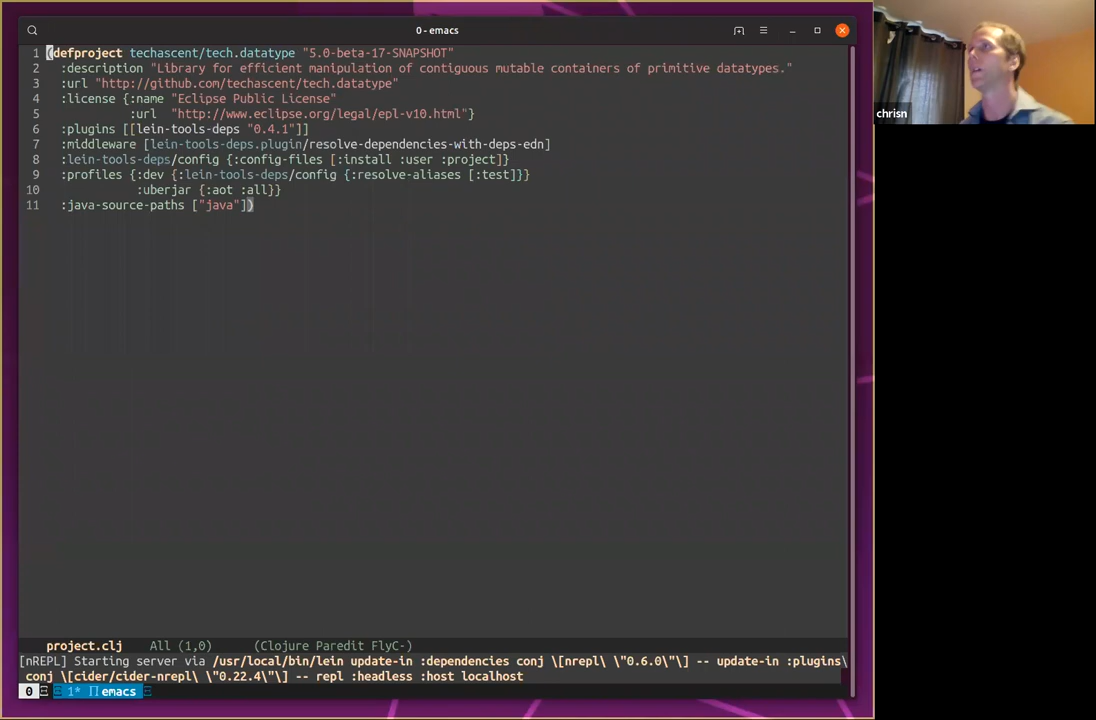 0 - emacs
1 (defproject techascent/tech.datatype "5.0-beta-17-SNAPSHOT"
2 :description "Library for efficient manipulation of contiguous mutable containers of primitive datatypes."
3 :url "http://github.com/techascent/tech.datatype"
4 :license {:name "Eclipse Public License"
5 :url "http://www.eclipse.org/legal/epl-v10.html"}
6 :plugins [[lein-tools-deps "0.4.1"]]
7 :middleware [lein-tools-deps.plugin/resolve-dependencies-with-deps-edn]
8 :lein-tools-deps/config {:config-files [:install :user :project]}
9 :profiles {:dev {:lein-tools-deps/config {:resolve-aliases [:test]}}
10 :uberjar {:aot :all}}
11 :java-source-paths ["java"])
chrisn
project.clj All (1,0) (Clojure Paredit FlyC-)
[nREPL] Starting server via /usr/local/bin/lein update-in :dependencies conj \[nrepl\ \"0.6.0\"\] -- update-in :plugins\
conj \[cider/cider-nrepl\ \"0.22.4\"\] -- repl :headless :host localhost
0 1* emacs